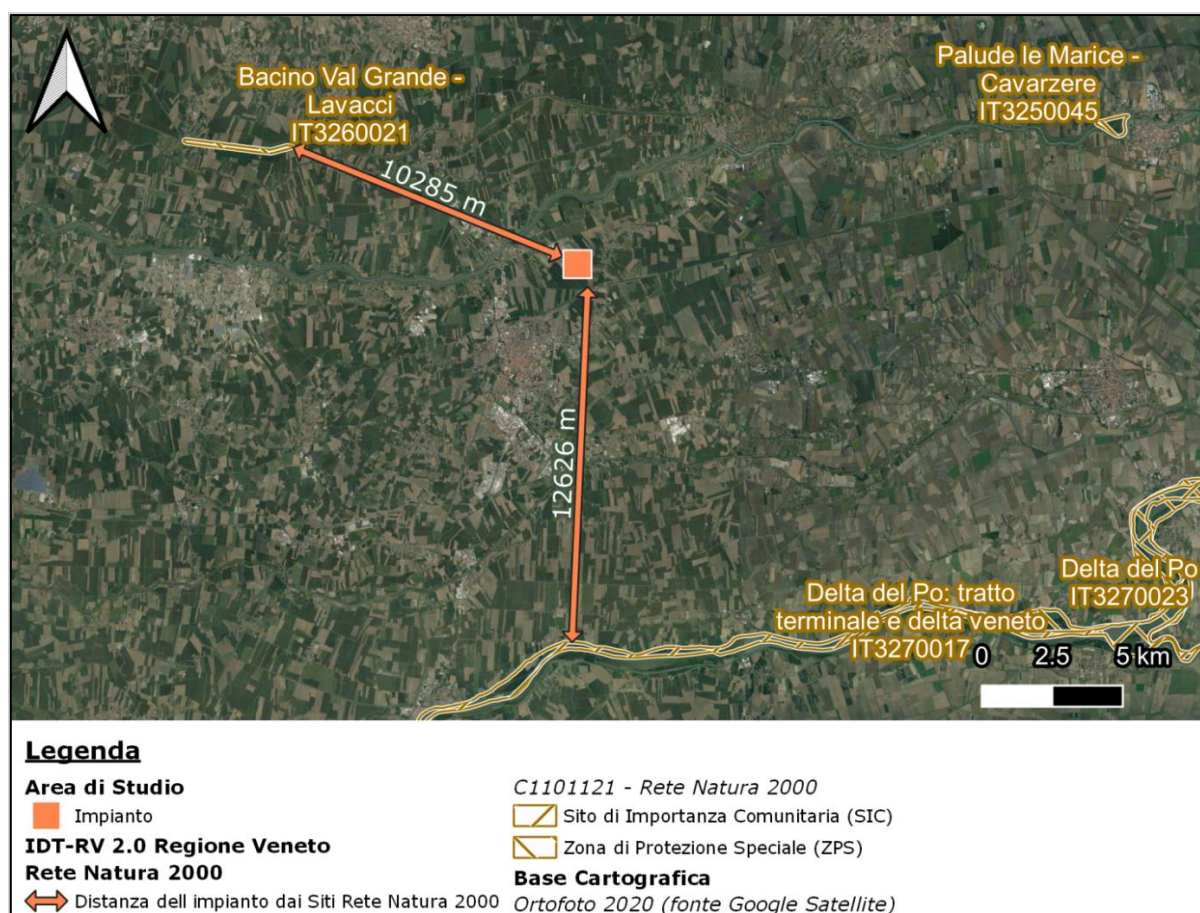 Bacino Val Grande -
Lavacci
IT3260021
Palude le Marice -
Cavarzere
IT3250045
10285 m
12626 m
Delta del Po
IT3270023
Delta del Po: tratto
terminale e delta veneto
IT3270017
0 2.5 5 km
Legenda
Area di Studio
Impianto
IDT-RV 2.0 Regione Veneto
Rete Natura 2000
Distanza dell impianto dai Siti Rete Natura 2000
C1101121 - Rete Natura 2000
Sito di Importanza Comunitaria (SIC)
Zona di Protezione Speciale (ZPS)
Base Cartografica
Ortofoto 2020 (fonte Google Satellite)